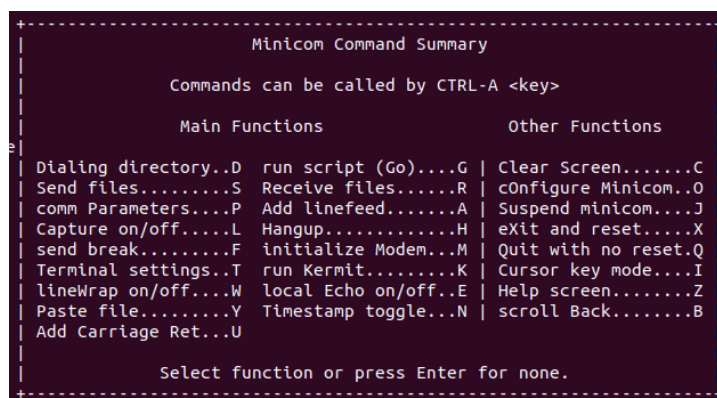 +----------------------------------------------------------------------
| Minicom Command Summary
|
| Commands can be called by CTRL-A <key>
|
| Main Functions Other Functions
e|
| Dialing directory..D run script (Go)....G | Clear Screen.......C
| Send files.........S Receive files......R | cOnfigure Minicom..O
| comm Parameters....P Add linefeed.......A | Suspend minicom....J
| Capture on/off.....L Hangup.............H | eXit and reset.....X
| send break.........F initialize Modem...M | Quit with no reset.Q
| Terminal settings..T run Kermit.........K | Cursor key mode....I
| lineWrap on/off....W local Echo on/off..E | Help screen........Z
| Paste file.........Y Timestamp toggle...N | scroll Back........B
| Add Carriage Ret...U
|
| Select function or press Enter for none.
+----------------------------------------------------------------------